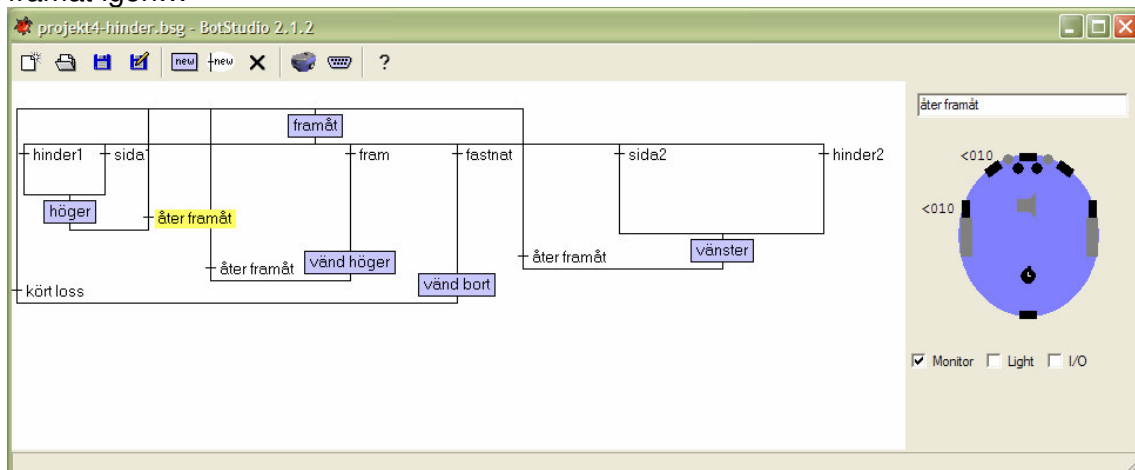 framåt igen...
projekt4-hinder.bsg - BotStudio 2.1.2
new new ?
åter framåt
framåt
hinder1 sida1 fram fastnat sida2 hinder2
<010
höger åter framåt
<010
åter framåt vänd höger åter framåt vänster
kört loss vänd bort
Monitor Light I/O